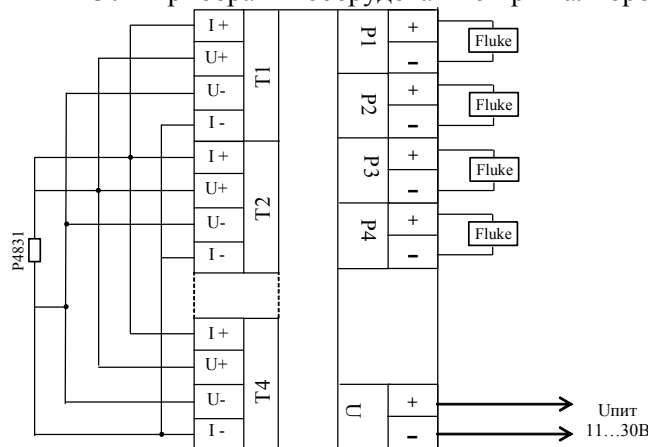 I +
U+
U-
I -
T1
I +
U+
U-
I -
T2
I +
U+
U-
I -
T4
P4831
P1
+
-
Fluke
P2
+
-
Fluke
P3
+
-
Fluke
P4
+
-
Fluke
U
+
-
Uпит
11…30В